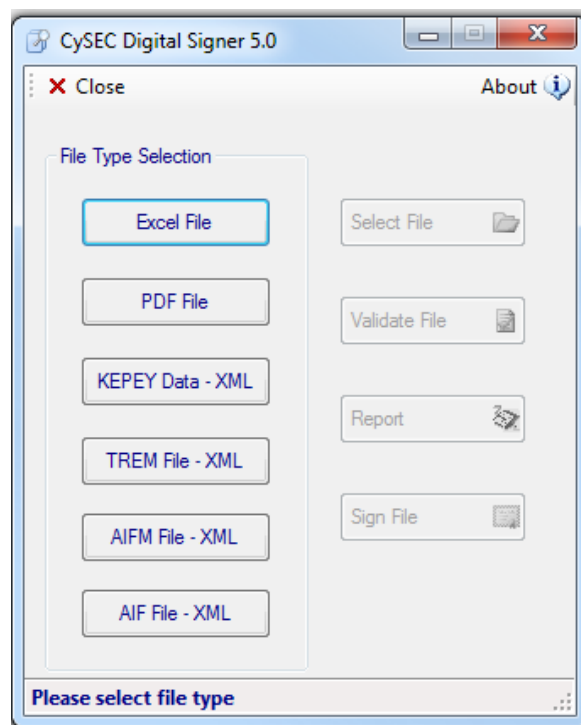 CySEC Digital Signer 5.0
Close
About
File Type Selection
Excel File
PDF File
KEPEY Data - XML
TREM File - XML
AIFM File - XML
AIF File - XML
Select File
Validate File
Report
Sign File
Please select file type